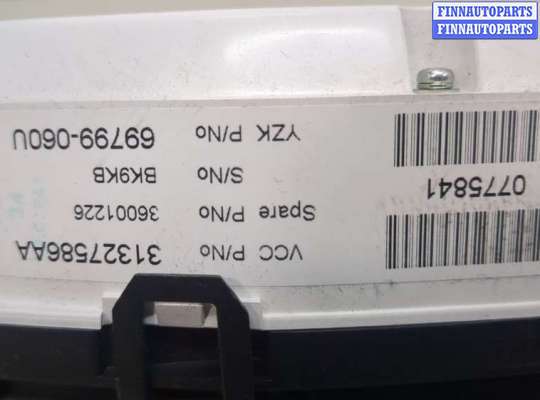 FINNAUTOPARTS
FINNAUTOPARTS
VCC P/No 31327586AA
Spare P/No 36001226
S/No BK9KB
YZK P/No 69799-060U
0775841